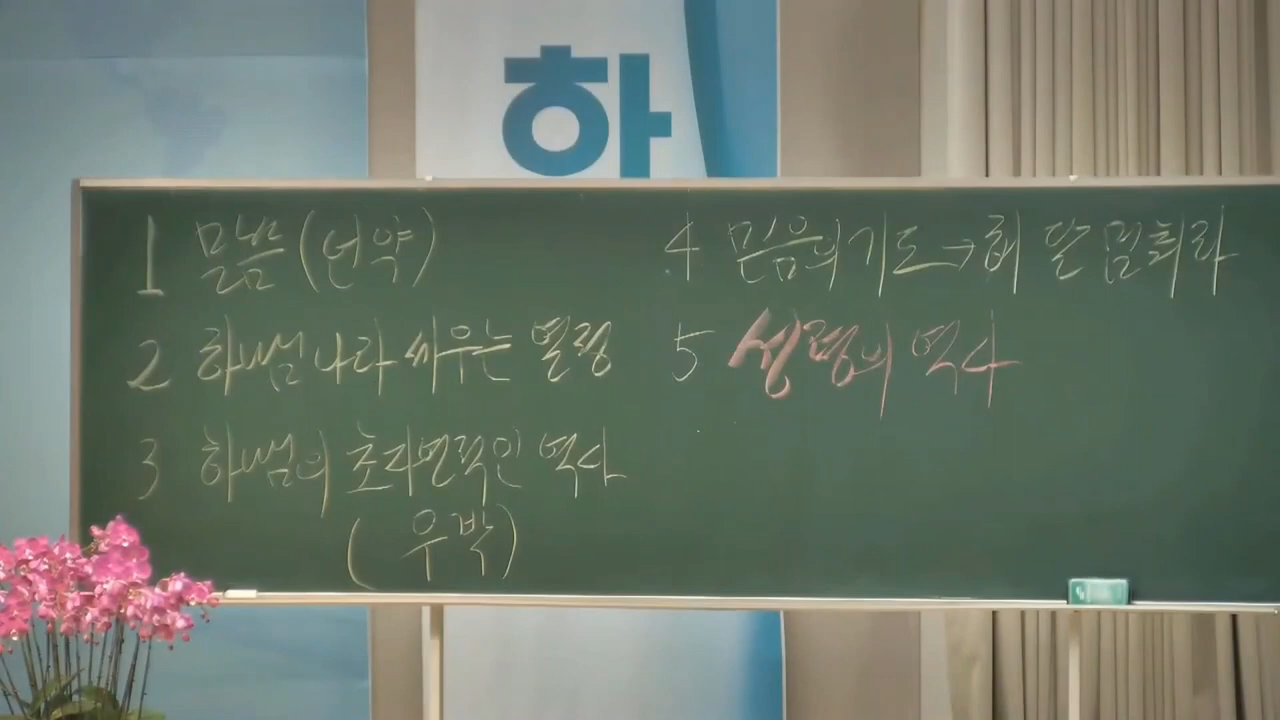 하
1 말씀 (언약)
2 하나님 나라 싸우는 열정
3 하나님의 초자연적인 역사
(우박)
4 믿음의 기도 → 해 달 멈춰라
5 성령의 역사